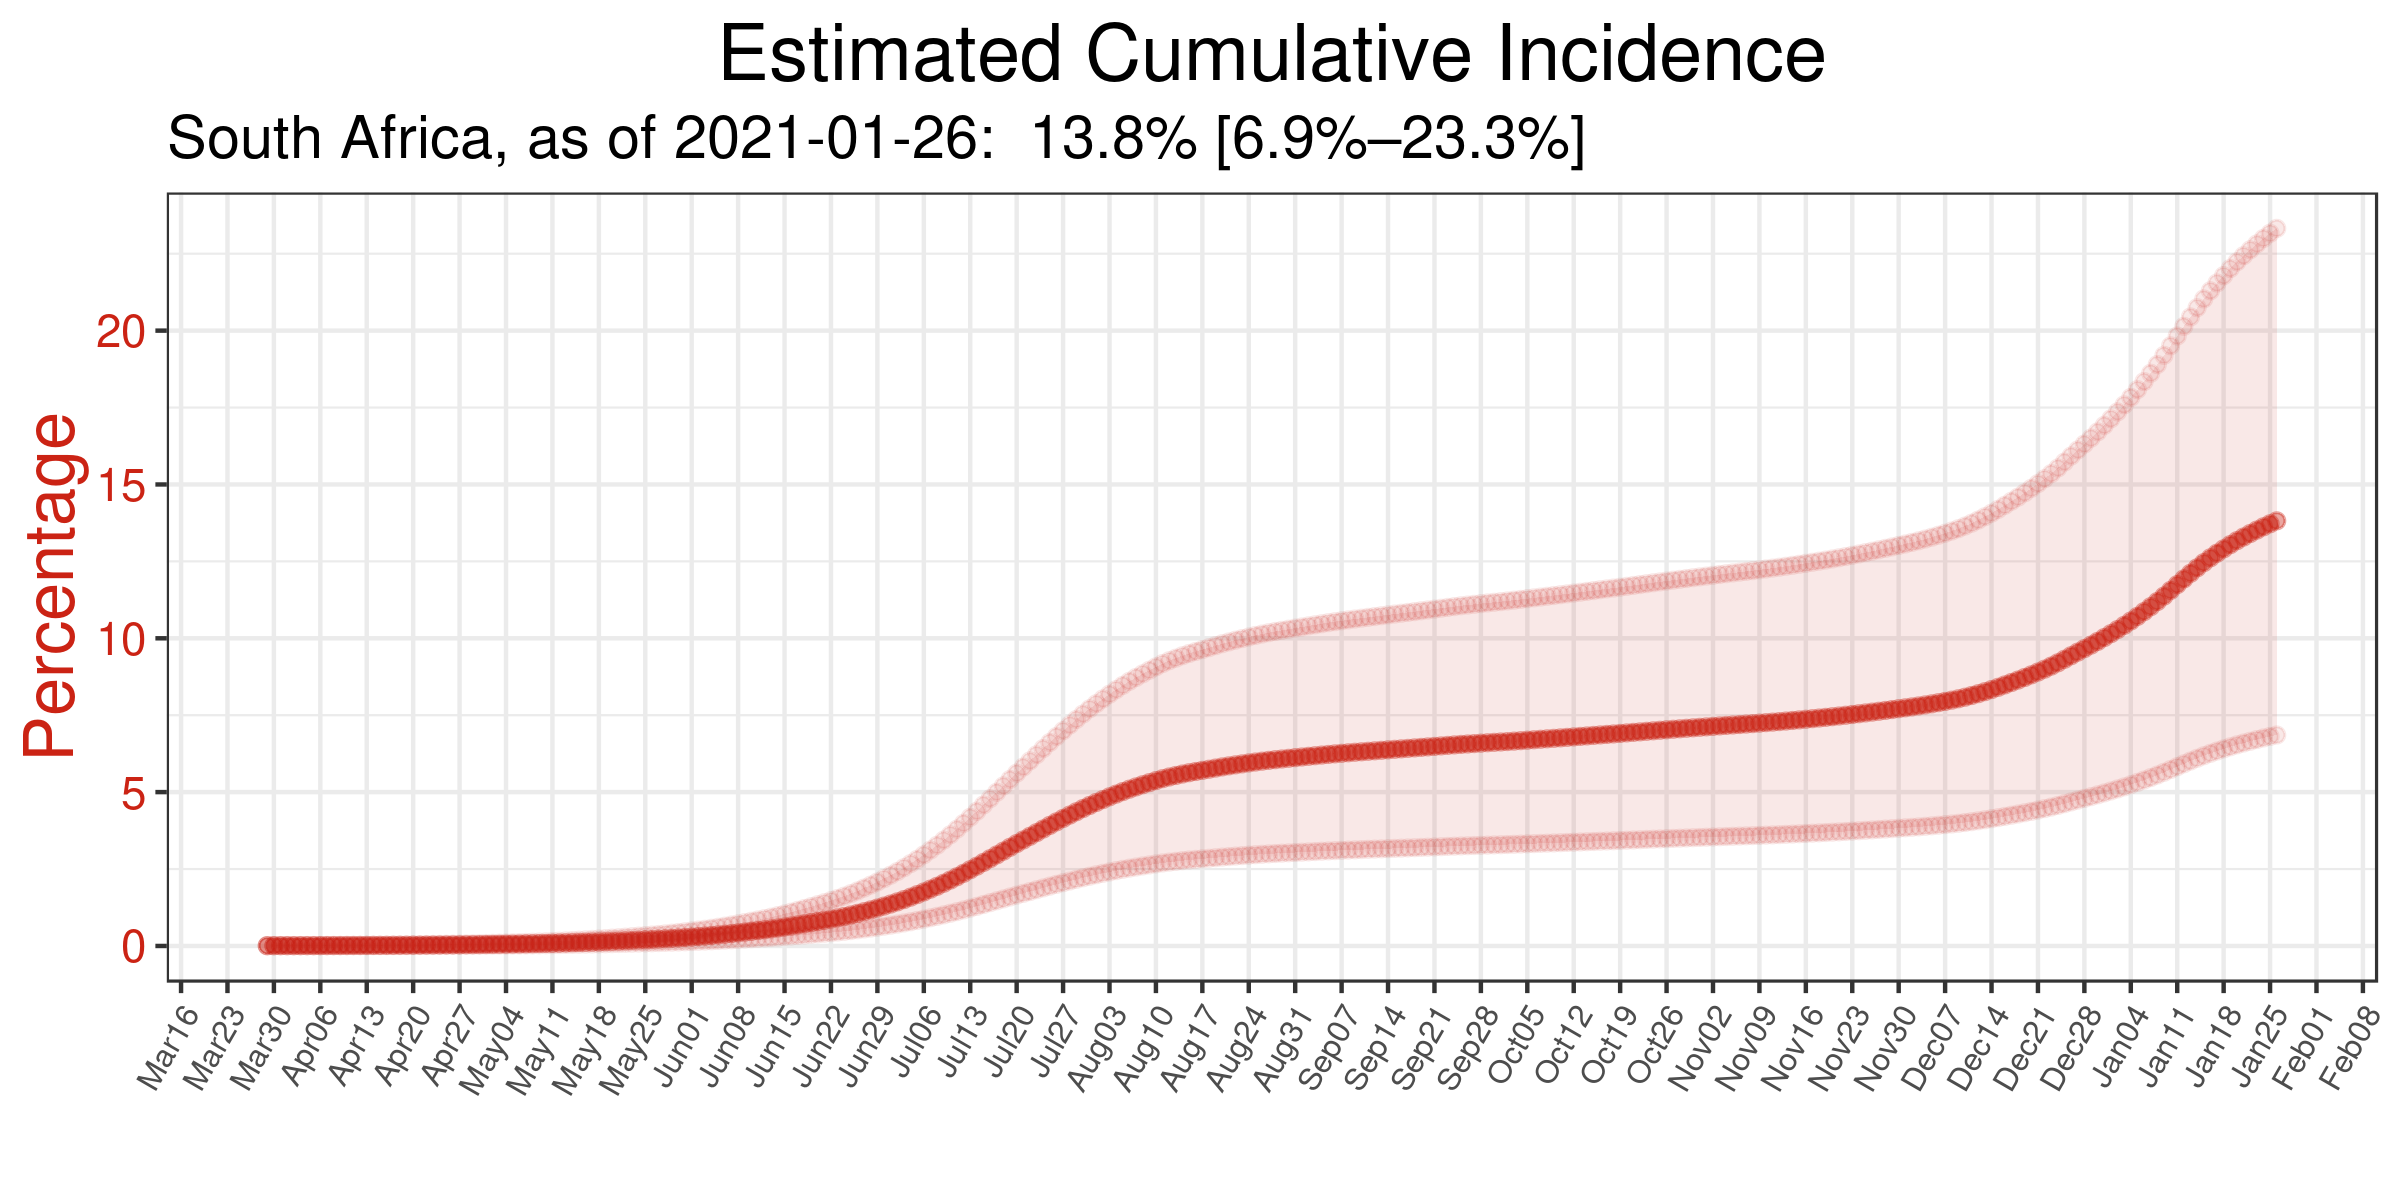 Estimated Cumulative Incidence
South Africa, as of 2021-01-26:  13.8% [6.9%–23.3%]
Percentage
20
15
10
5
0
Mar16
Mar23
Mar30
Apr06
Apr13
Apr20
Apr27
May04
May11
May18
May25
Jun01
Jun08
Jun15
Jun22
Jun29
Jul06
Jul13
Jul20
Jul27
Aug03
Aug10
Aug17
Aug24
Aug31
Sep07
Sep14
Sep21
Sep28
Oct05
Oct12
Oct19
Oct26
Nov02
Nov09
Nov16
Nov23
Nov30
Dec07
Dec14
Dec21
Dec28
Jan04
Jan11
Jan18
Jan25
Feb01
Feb08